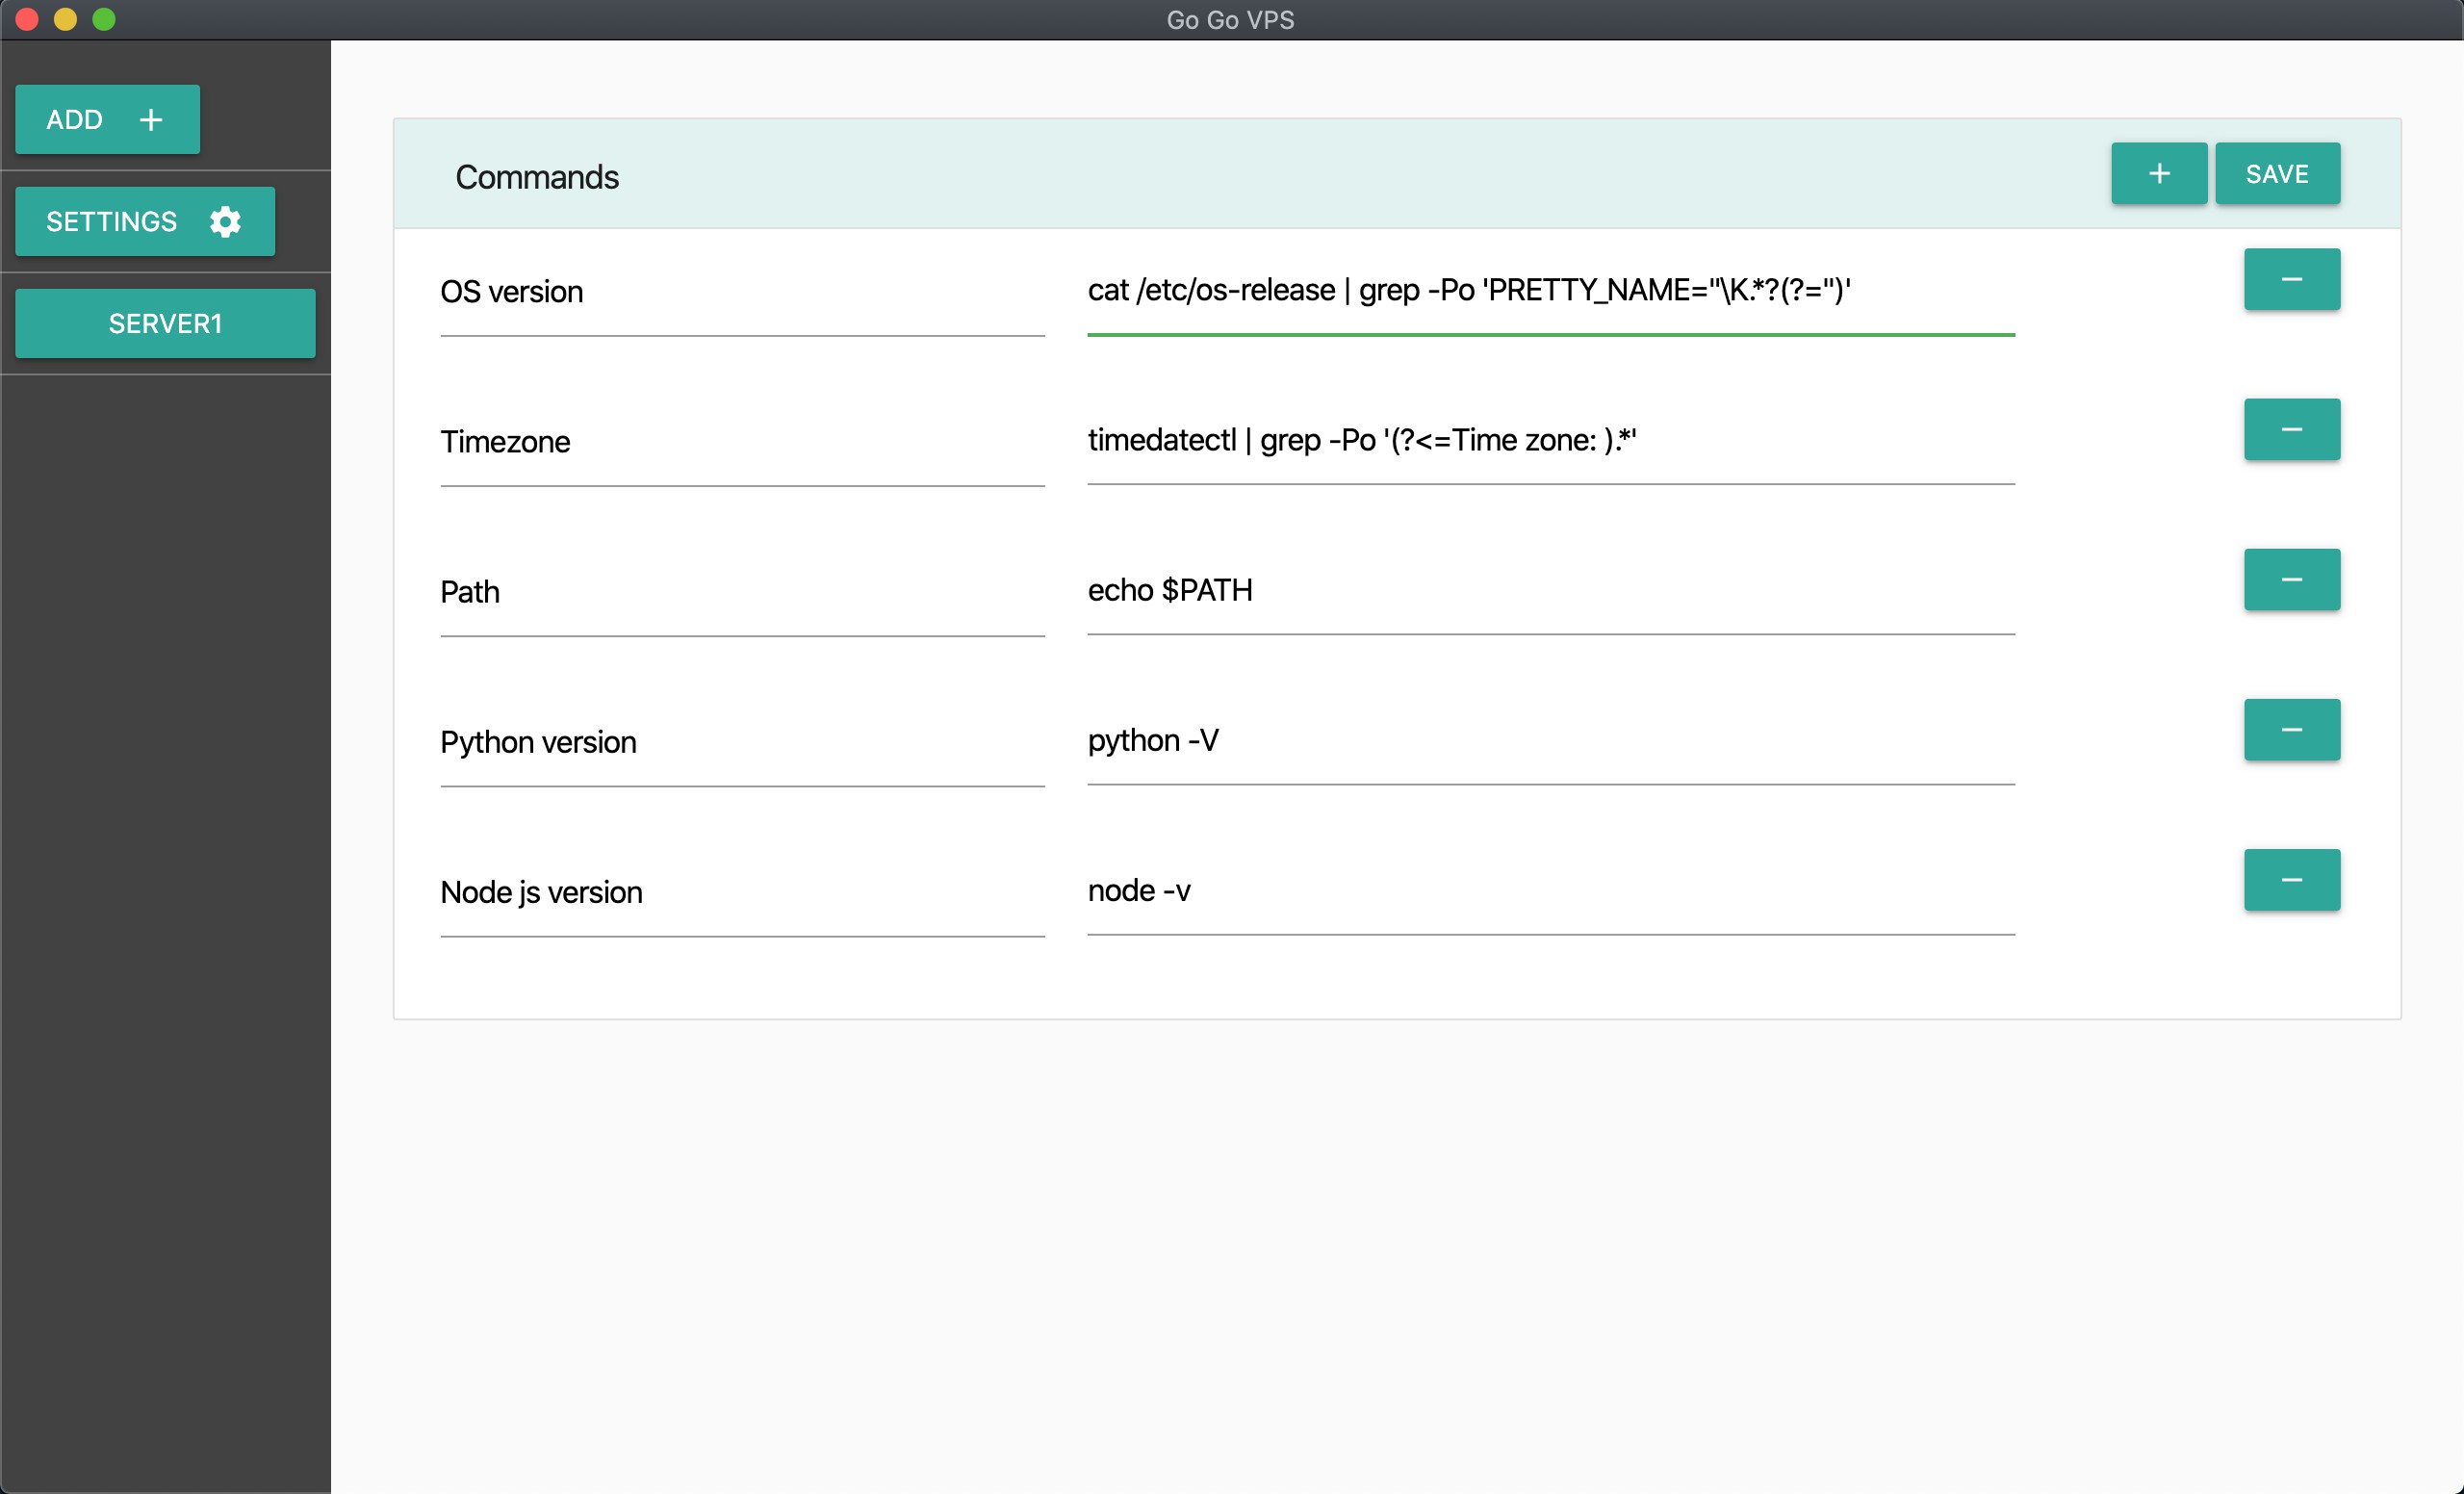 Go Go VPS
ADD +
SETTINGS
SERVER1
Commands + SAVE
OS version cat /etc/os-release | grep -Po 'PRETTY_NAME="\K.*?(?=")' −
Timezone timedatectl | grep -Po '(?<=Time zone: ).*' −
Path echo $PATH −
Python version python -V −
Node js version node -v −